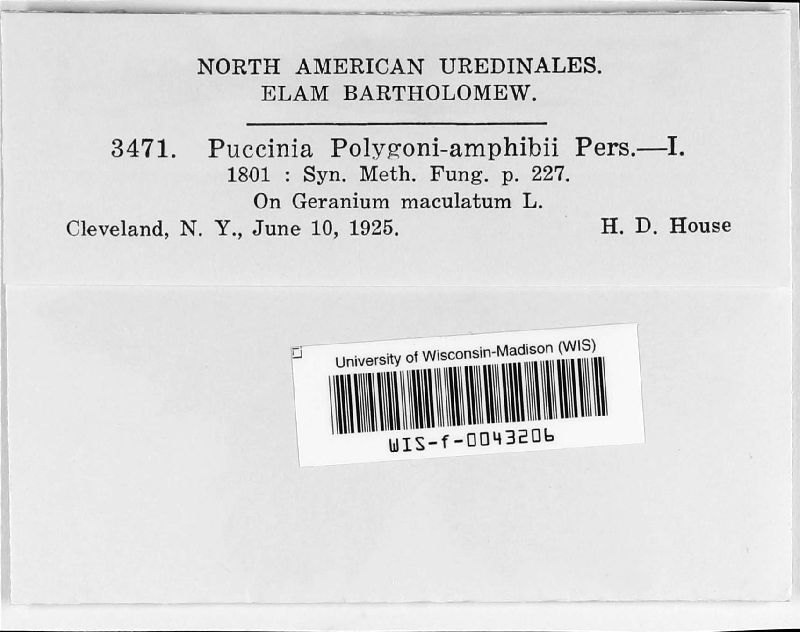 NORTH AMERICAN UREDINALES.
ELAM BARTHOLOMEW.
3471. Puccinia Polygoni-amphibii Pers.—I.
1801 : Syn. Meth. Fung. p. 227.
On Geranium maculatum L.
Cleveland, N. Y., June 10, 1925. H. D. House
University of Wisconsin-Madison (WIS)
WIS-f-0043206